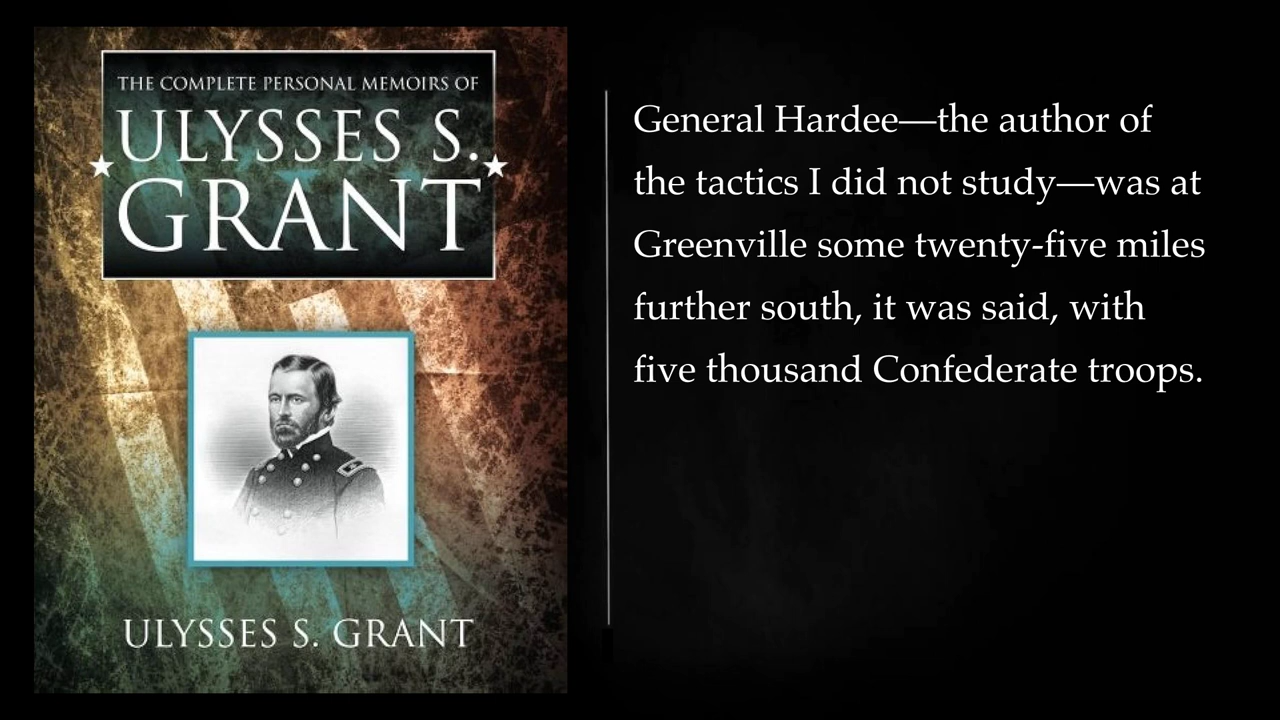 THE COMPLETE PERSONAL MEMOIRS OF
ULYSSES S.
GRANT
ULYSSES S. GRANT
General Hardee—the author of
the tactics I did not study—was at
Greenville some twenty-five miles
further south, it was said, with
five thousand Confederate troops.